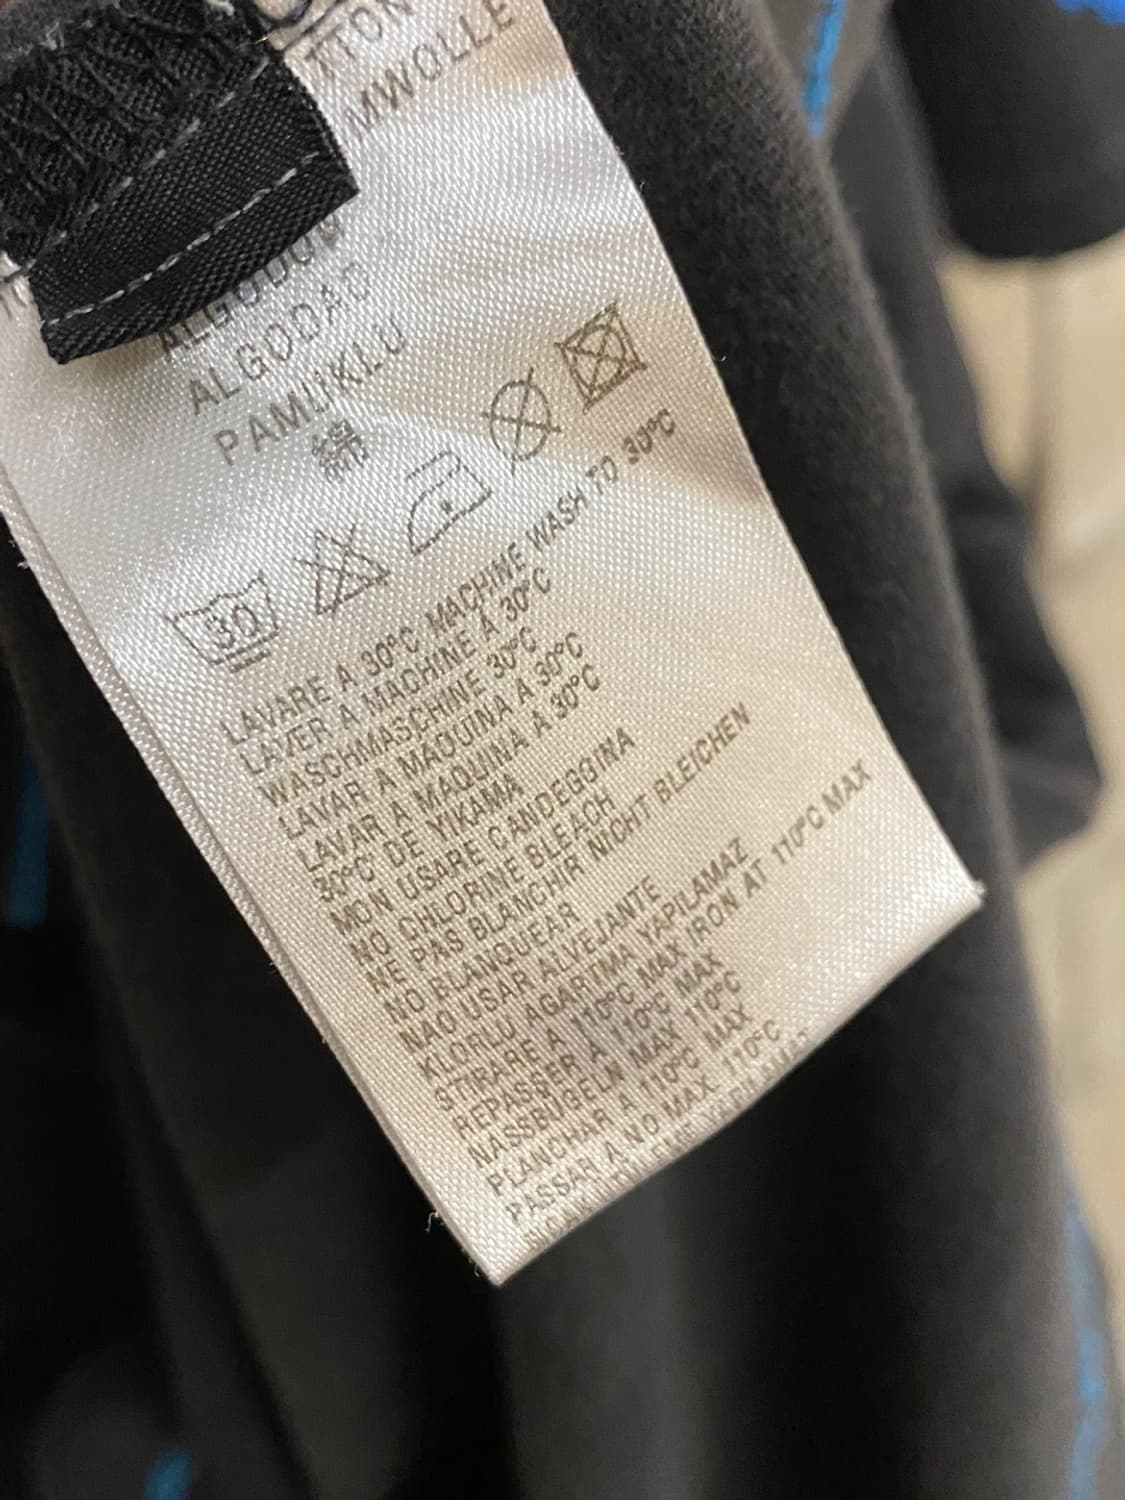 ALGODAO
PAMUKLU
綿
30
LAVARE A 30°C MACHINE WASH TO 30°C
LAVER A MACHINE À 30°C
WASCHMASCHINE 30°C
LAVAR A MAQUINA A 30°C
LAVAR A MAQUINA À 30°C
30°C' DE YIKAMA
NON USARE CANDEGGINA
NO CHLORINE BLEACH
NE PAS BLANCHIR NICHT BLEICHEN
NO BLANQUEAR
NAO USAR ALVEJANTE
KLORLU AGARTMA YAPILAMAZ
STIRARE A 110°C MAX IRON AT 110°C MAX
REPASSER A 110°C MAX
NASSBÜGELN MAX 110°C
PLANCHAR A 110°C MAX
PASSAR A NO MAX. 110°C